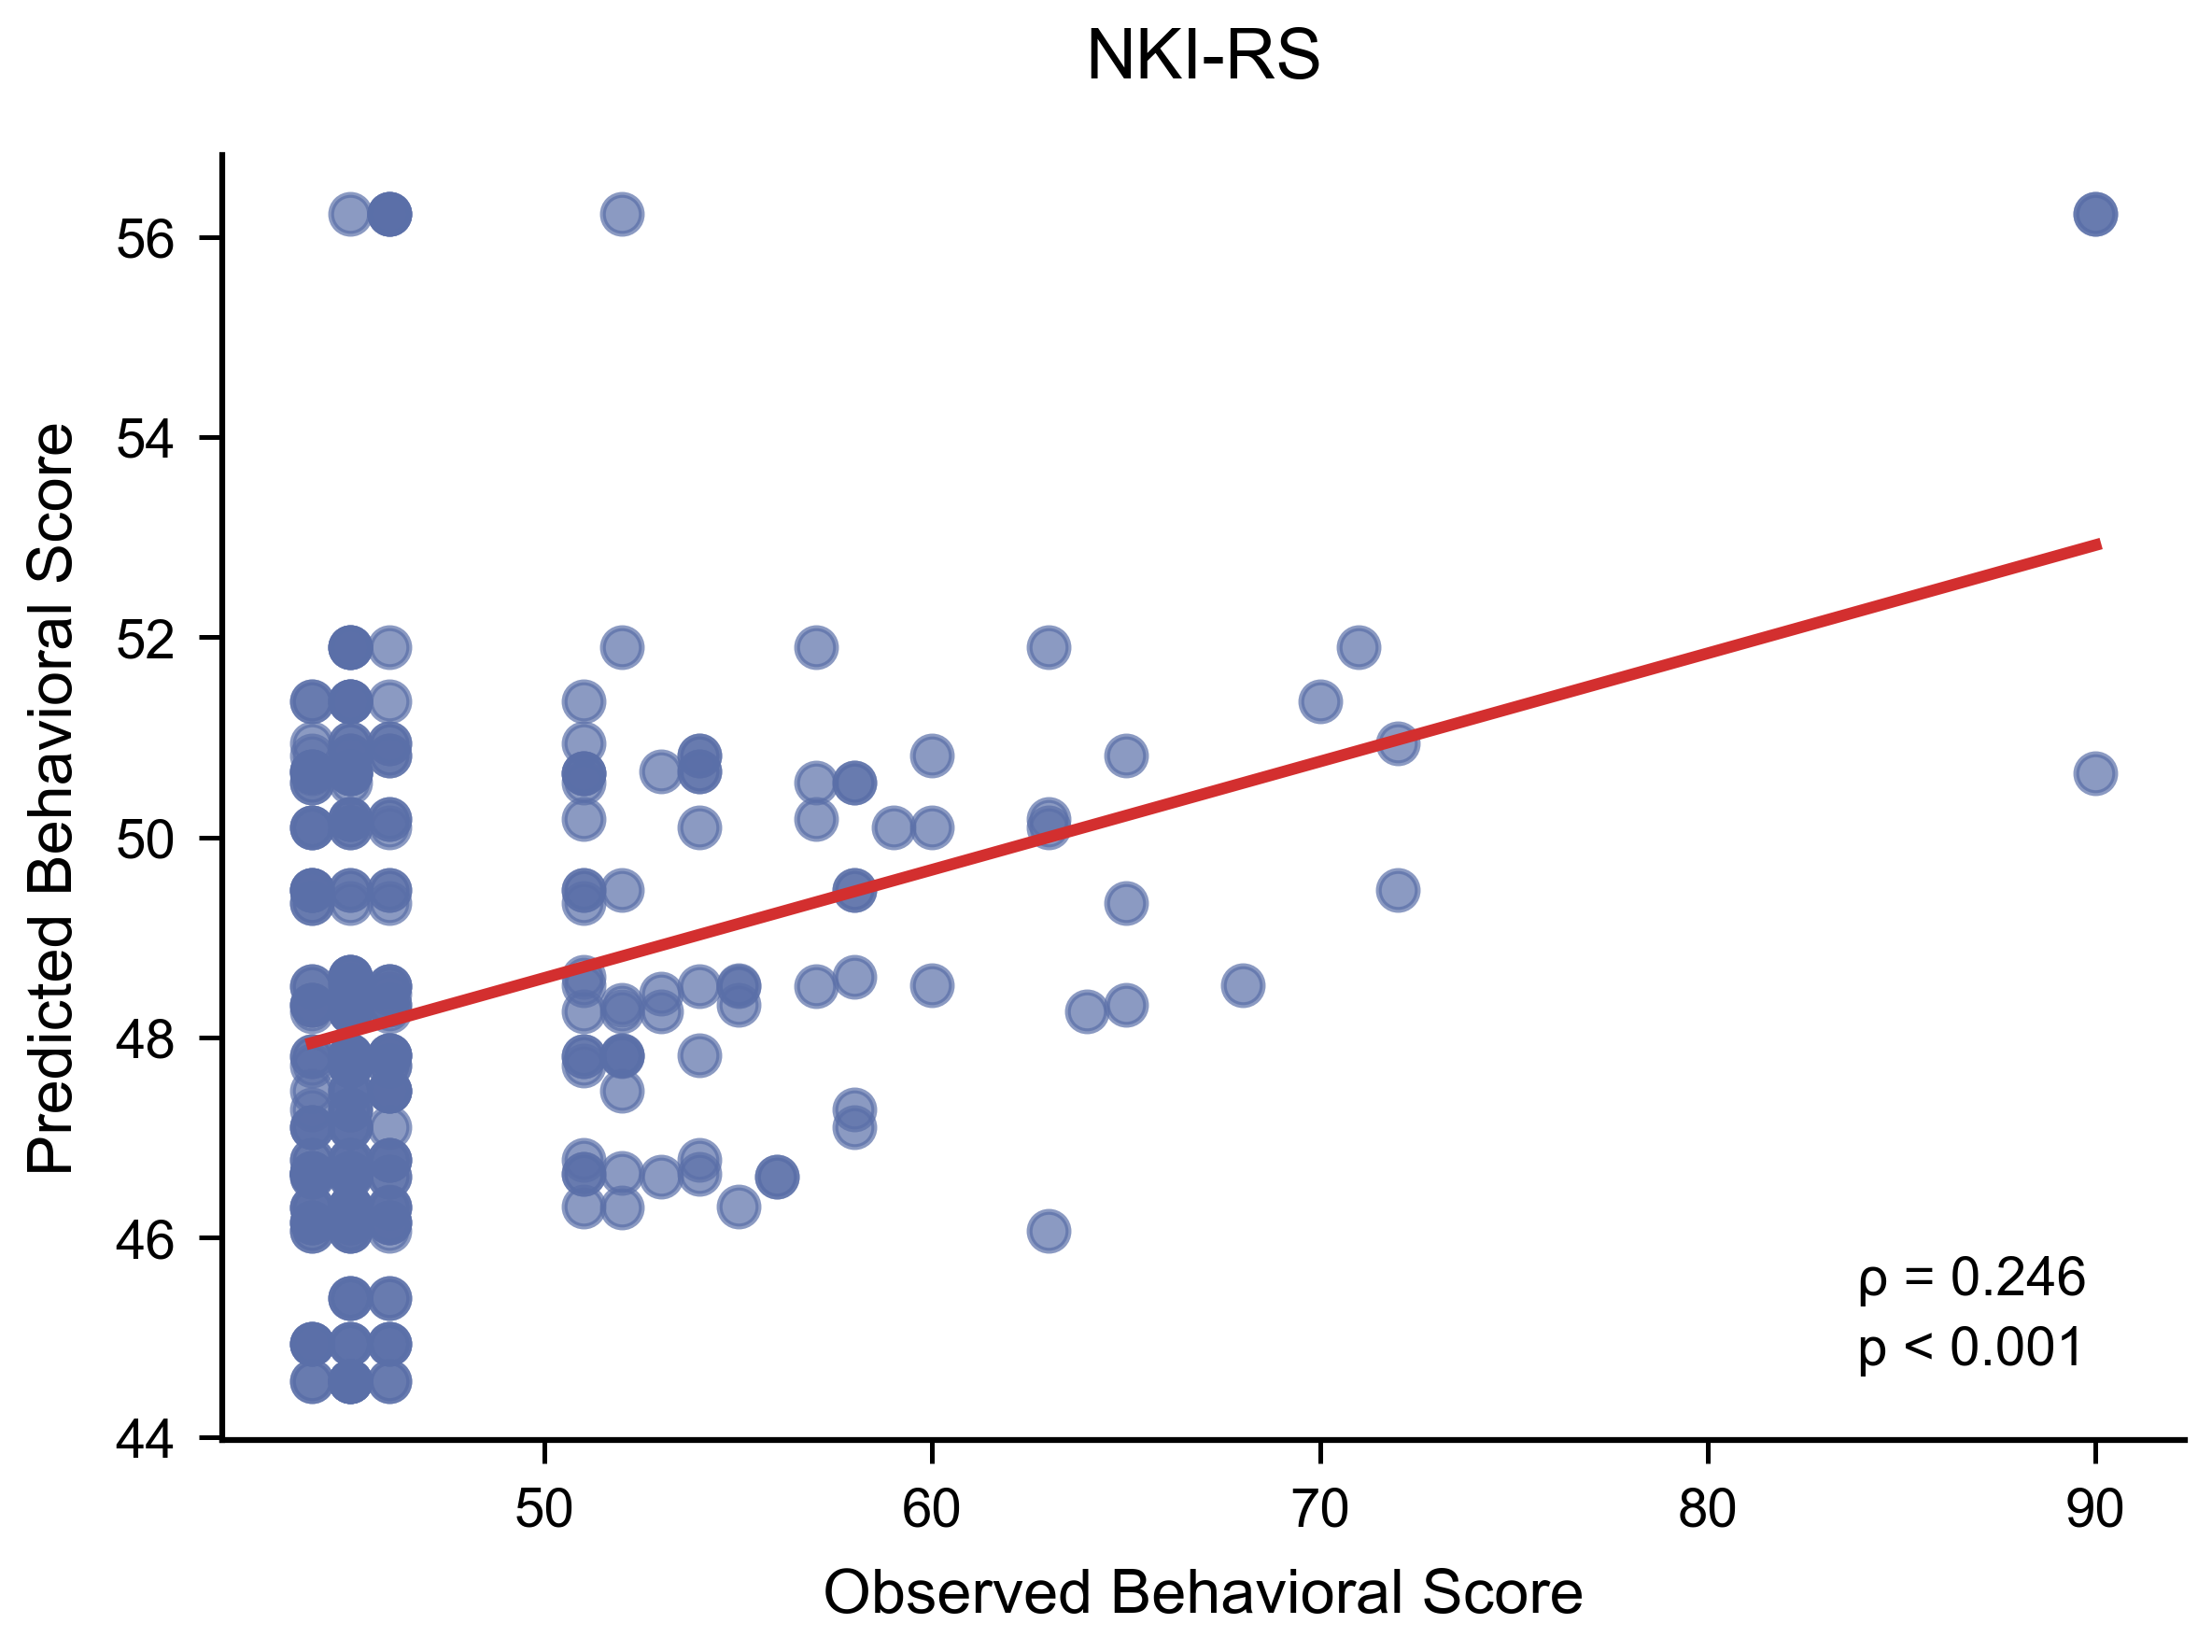 NKI-RS
Predicted Behavioral Score
56
54
52
50
48
46
44
ρ = 0.246
p < 0.001
50
60
70
80
90
Observed Behavioral Score